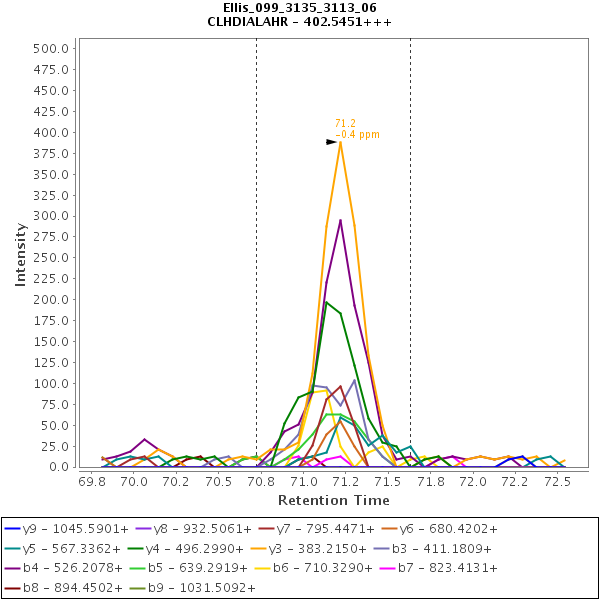 Ellis_099_3135_3113_06
CLHDIALAHR - 402.5451+++
Intensity
500.0
475.0
450.0
425.0
400.0
375.0
350.0
325.0
300.0
275.0
250.0
225.0
200.0
175.0
150.0
125.0
100.0
75.0
50.0
25.0
0.0
71.2
-0.4 ppm
69.8 70.0 70.2 70.5 70.8 71.0 71.2 71.5 71.8 72.0 72.2 72.5
Retention Time
y9 - 1045.5901+ y8 - 932.5061+ y7 - 795.4471+ y6 - 680.4202+
y5 - 567.3362+ y4 - 496.2990+ y3 - 383.2150+ b3 - 411.1809+
b4 - 526.2078+ b5 - 639.2919+ b6 - 710.3290+ b7 - 823.4131+
b8 - 894.4502+ b9 - 1031.5092+